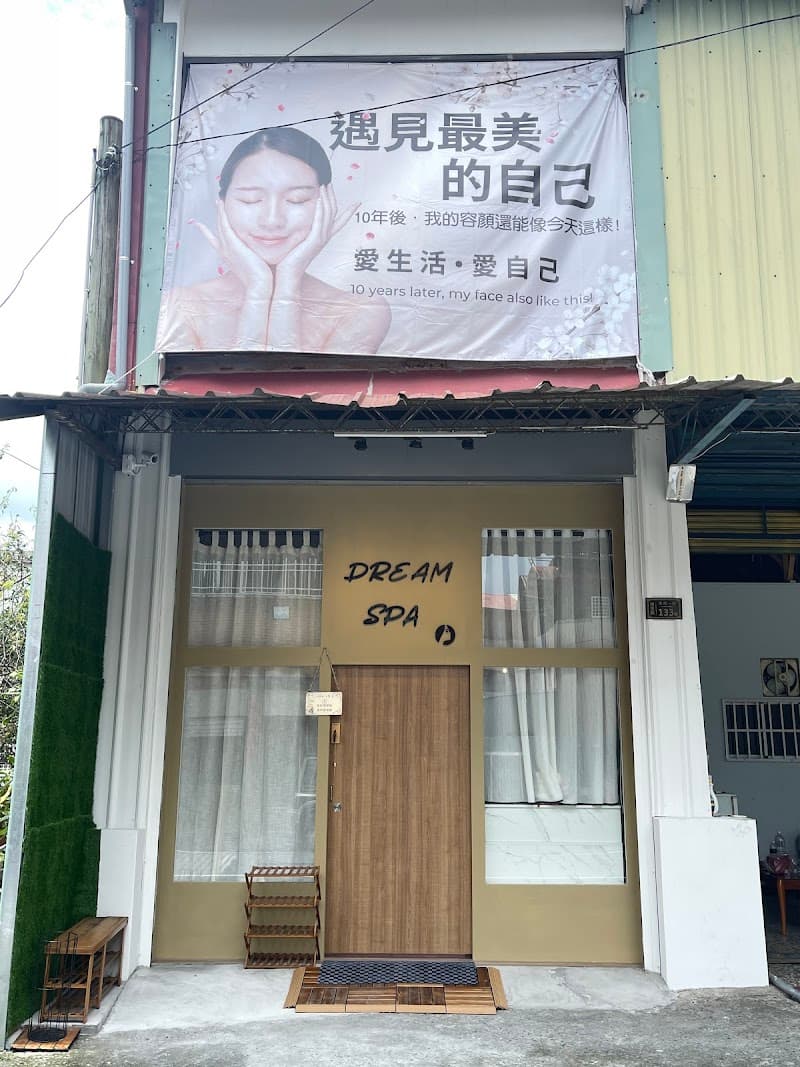 遇見最美
的自己
10年後，我的容顏還能像今天這樣!
愛生活・愛自己
10 years later, my face also like this!
DREAM
SPA
133